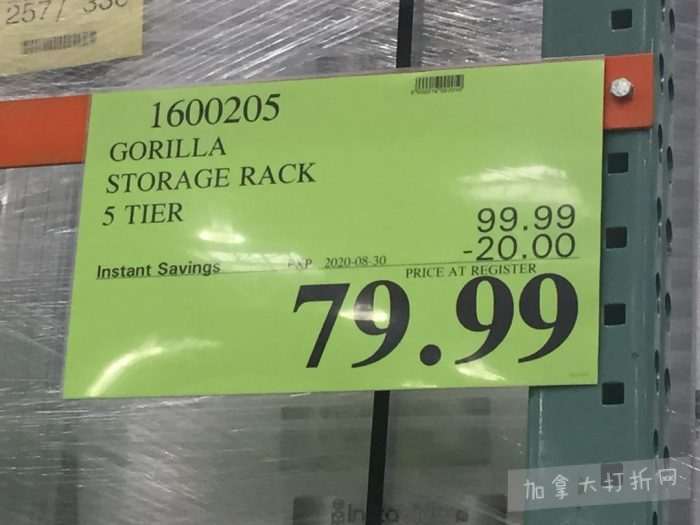 1600205
GORILLA
STORAGE RACK
5 TIER
99.99
-20.00
Instant Savings EXP 2020-08-30
PRICE AT REGISTER
79.99
加拿大打折网